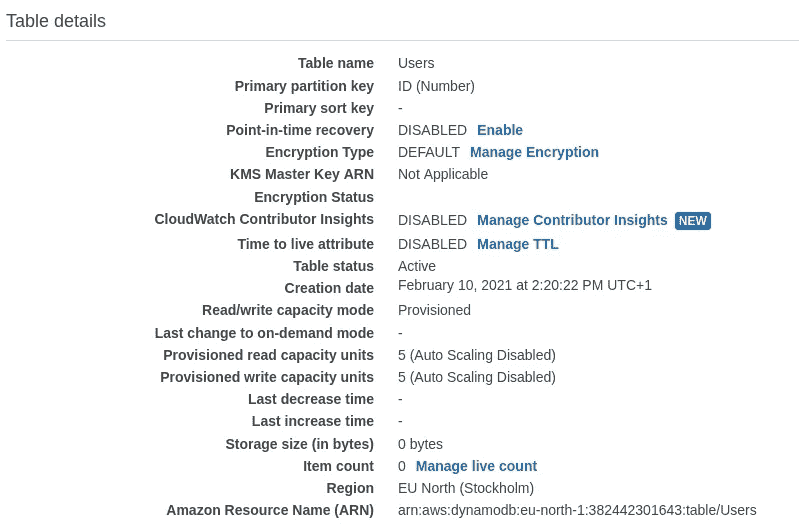 Table details
Table name Users
Primary partition key ID (Number)
Primary sort key -
Point-in-time recovery DISABLED Enable
Encryption Type DEFAULT Manage Encryption
KMS Master Key ARN Not Applicable
Encryption Status
CloudWatch Contributor Insights DISABLED Manage Contributor Insights NEW
Time to live attribute DISABLED Manage TTL
Table status Active
Creation date February 10, 2021 at 2:20:22 PM UTC+1
Read/write capacity mode Provisioned
Last change to on-demand mode -
Provisioned read capacity units 5 (Auto Scaling Disabled)
Provisioned write capacity units 5 (Auto Scaling Disabled)
Last decrease time -
Last increase time -
Storage size (in bytes) 0 bytes
Item count 0 Manage live count
Region EU North (Stockholm)
Amazon Resource Name (ARN) arn:aws:dynamodb:eu-north-1:382442301643:table/Users